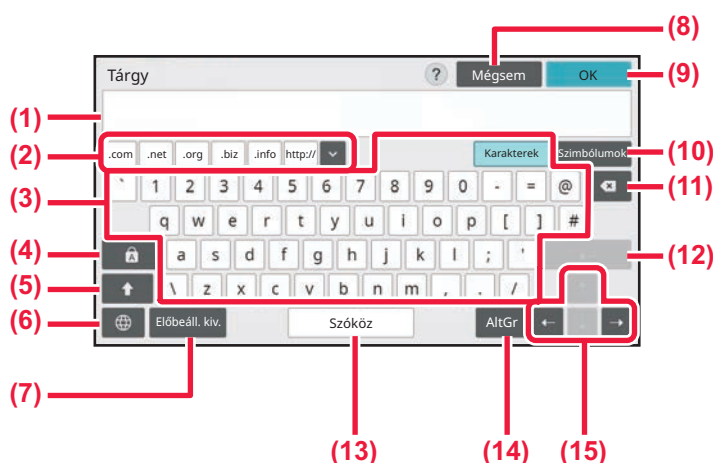 (8)
Tárgy ? Mégsem OK (9)
(1)
(2) .com .net .org .biz .info http:// Karakterek Szimbólumok (10)
(3) ` 1 2 3 4 5 6 7 8 9 0 - = @ (11)
q w e r t y u i o p [ ] #
(4) A a s d f g h j k l ; ' (12)
(5) \ z x c v b n m , . /
(6) Előbeáll. kiv. Szóköz AltGr ← ↓ →
(7)
(13) (14) (15)